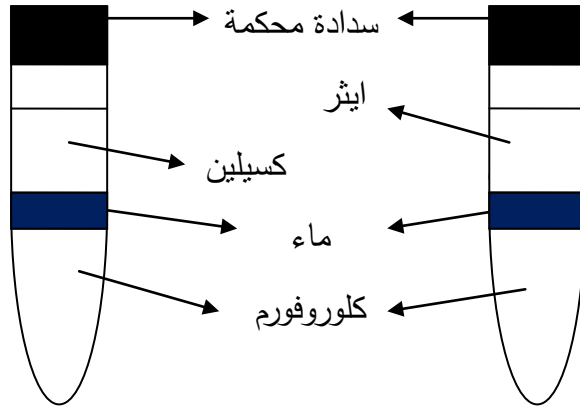 سدادة محكمة
ايثر
كسيلين
ماء
كلوروفورم